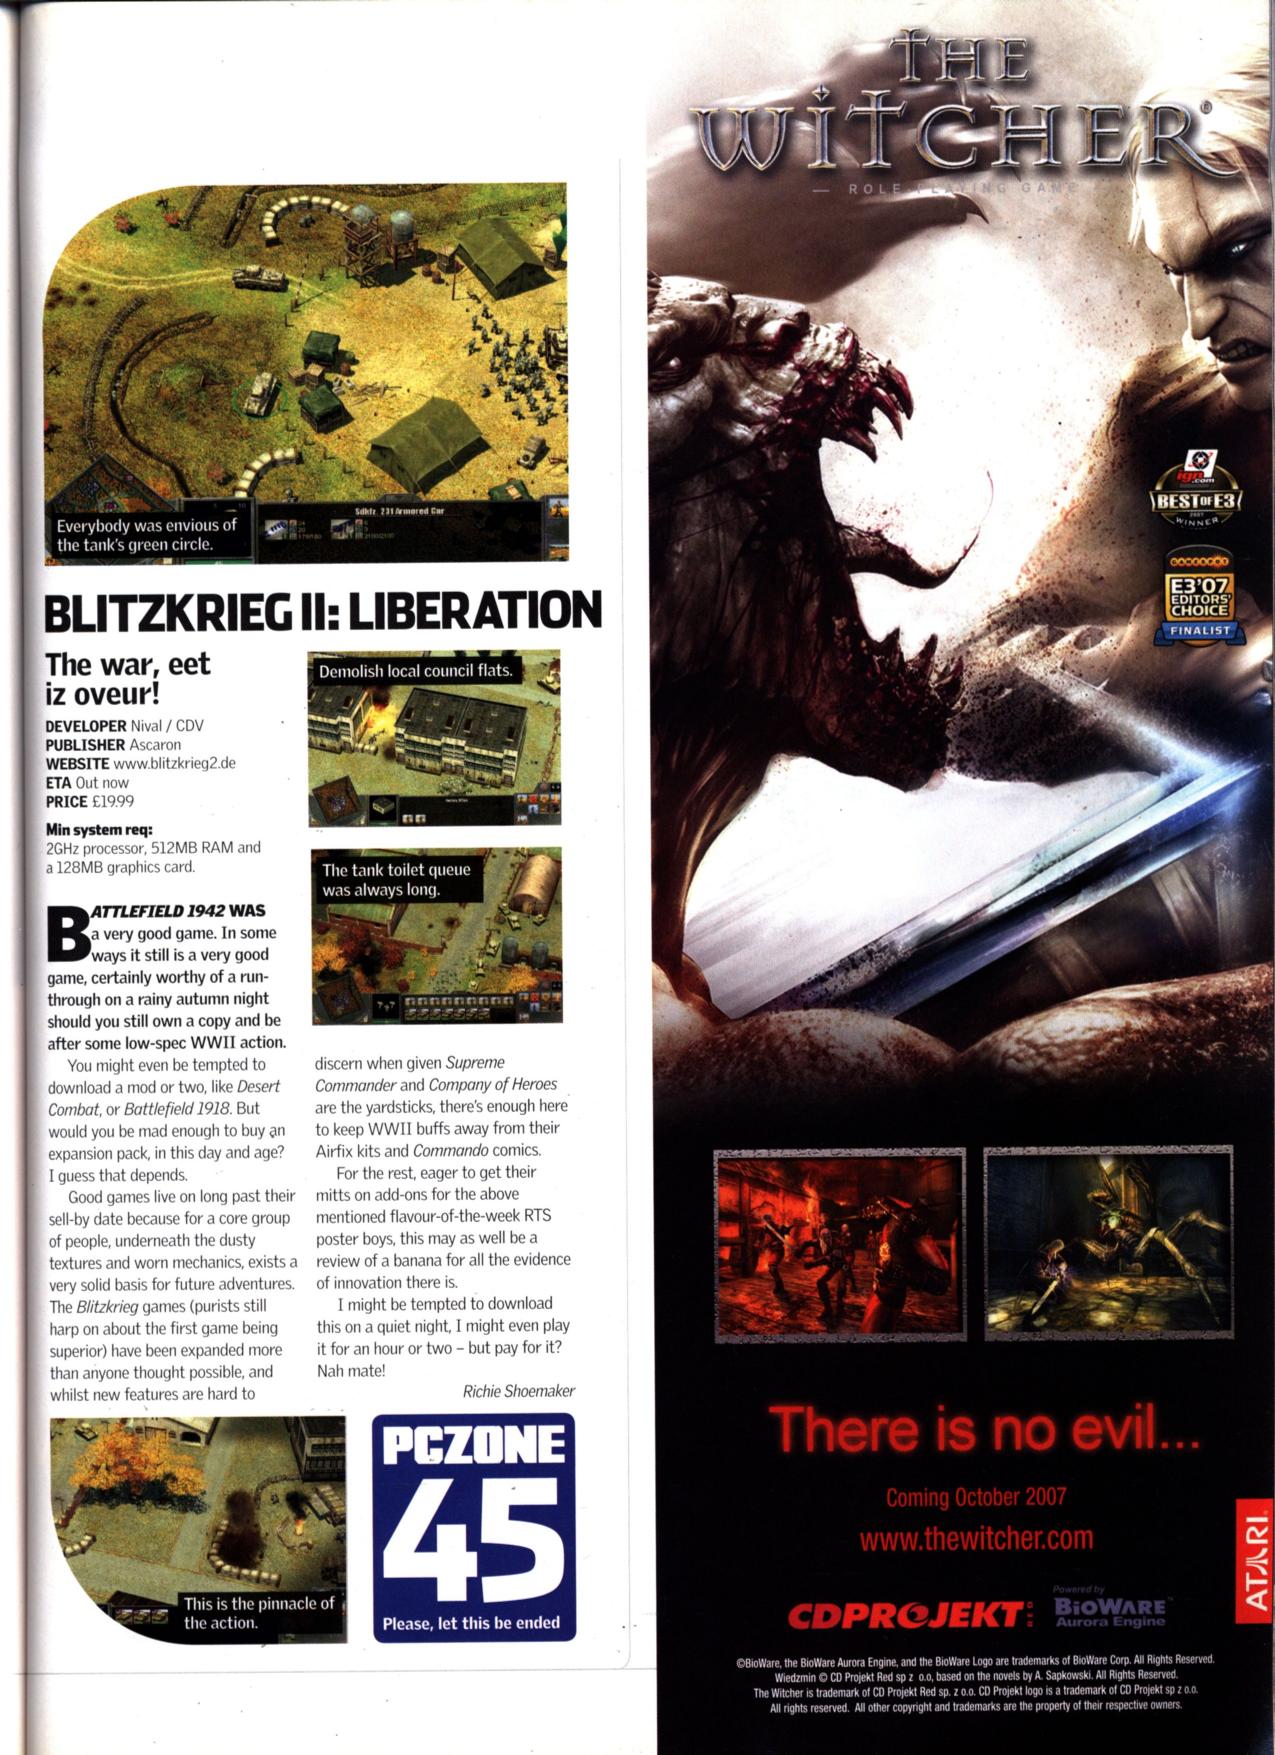 Everybody was envious of
the tank's green circle.
Sdkfz. 231 Armored Car
BLITZKRIEG II: LIBERATION
The war, eet
iz oveur!
DEVELOPER Nival / CDV
PUBLISHER Ascaron
WEBSITE www.blitzkrieg2.de
ETA Out now
PRICE £19.99
Min system req:
2GHz processor, 512MB RAM and
a 128MB graphics card.
BATTLEFIELD 1942 WAS
a very good game. In some
ways it still is a very good
game, certainly worthy of a run-
through on a rainy autumn night
should you still own a copy and be
after some low-spec WWII action.
You might even be tempted to
download a mod or two, like Desert
Combat, or Battlefield 1918. But
would you be mad enough to buy an
expansion pack, in this day and age?
I guess that depends.
Good games live on long past their
sell-by date because for a core group
of people, underneath the dusty
textures and worn mechanics, exists a
very solid basis for future adventures.
The Blitzkrieg games (purists still
harp on about the first game being
superior) have been expanded more
than anyone thought possible, and
whilst new features are hard to
Demolish local council flats.
The tank toilet queue
was always long.
discern when given Supreme
Commander and Company of Heroes
are the yardsticks, there's enough here
to keep WWII buffs away from their
Airfix kits and Commando comics.
For the rest, eager to get their
mitts on add-ons for the above
mentioned flavour-of-the-week RTS
poster boys, this may as well be a
review of a banana for all the evidence
of innovation there is.
I might be tempted to download
this on a quiet night, I might even play
it for an hour or two – but pay for it?
Nah mate!
Richie Shoemaker
This is the pinnacle of
the action.
PCZONE
45
Please, let this be ended
THE
WITCHER®
— ROLE-PLAYING GAME
ign.com
BEST OF E3
2007
WINNER
GAMESPOT
E3'07
EDITORS'
CHOICE
FINALIST
There is no evil...
Coming October 2007
www.thewitcher.com
ATARI
CDPROJEKT RED
Powered by
BIOWARE™
Aurora Engine
©BioWare, the BioWare Aurora Engine, and the BioWare Logo are trademarks of BioWare Corp. All Rights Reserved.
Wiedzmin © CD Projekt Red sp z o.o, based on the novels by A. Sapkowski. All Rights Reserved.
The Witcher is trademark of CD Projekt Red sp. z o.o. CD Projekt logo is a trademark of CD Projekt sp z o.o.
All rights reserved. All other copyright and trademarks are the property of their respective owners.